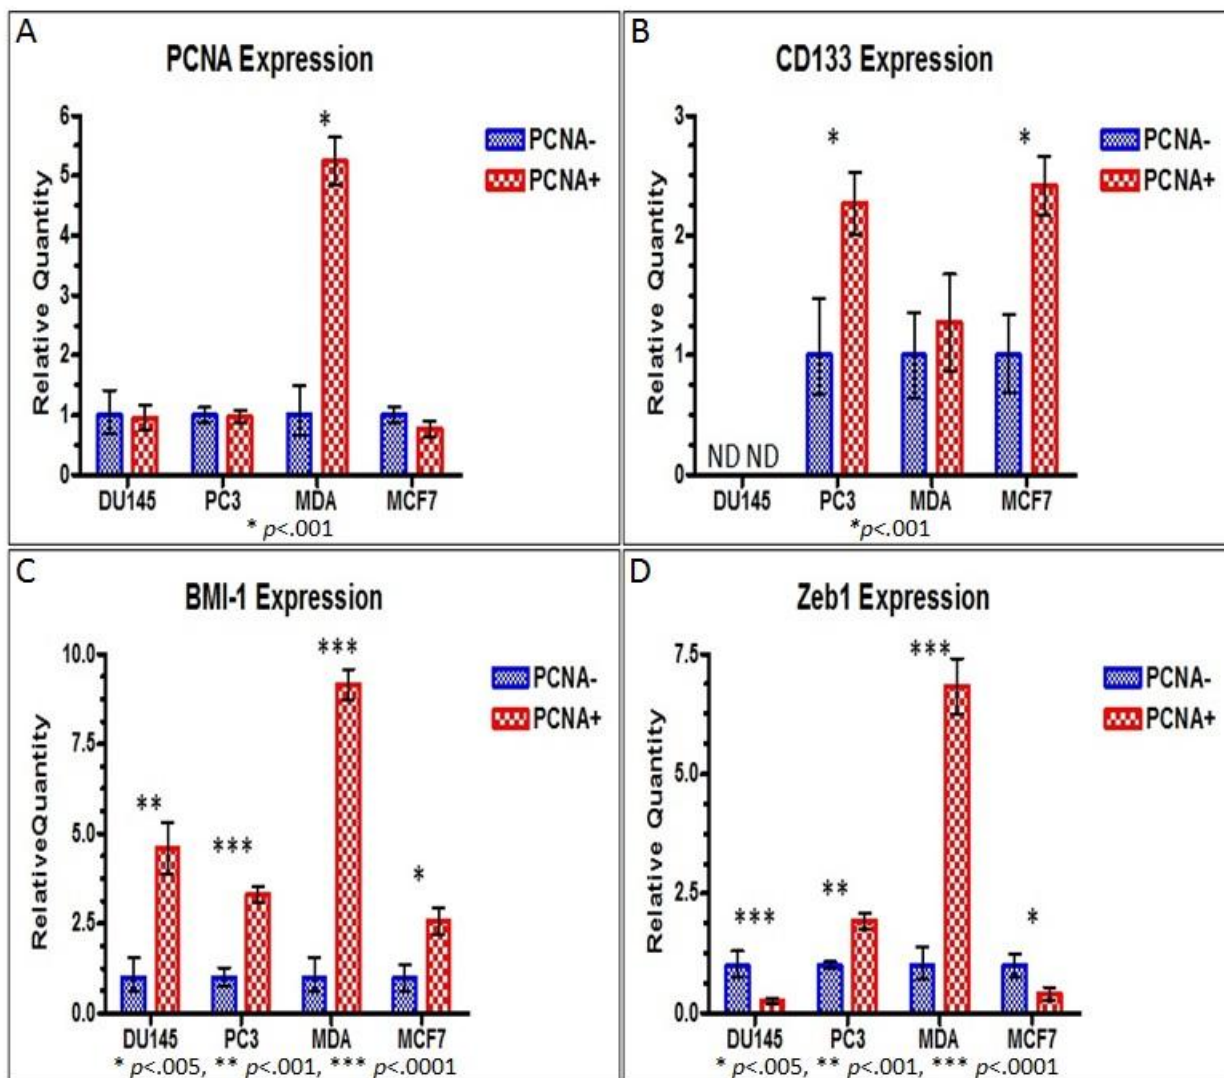 A
PCNA Expression
Relative Quantity
6
5
4
3
2
1
0
*
PCNA-
PCNA+
DU145 PC3 MDA MCF7
* p<.001
B
CD133 Expression
Relative Quantity
3
2
1
0
* *
ND ND
PCNA-
PCNA+
DU145 PC3 MDA MCF7
*p<.001
C
BMI-1 Expression
RelativeQuantity
10.0
7.5
5.0
2.5
0.0
** *** *** *
PCNA-
PCNA+
DU145 PC3 MDA MCF7
* p<.005, ** p<.001, *** p<.0001
D
Zeb1 Expression
Relative Quantity
7.5
5.0
2.5
0.0
*** ** *** *
PCNA-
PCNA+
DU145 PC3 MDA MCF7
* p<.005, ** p<.001, *** p<.0001